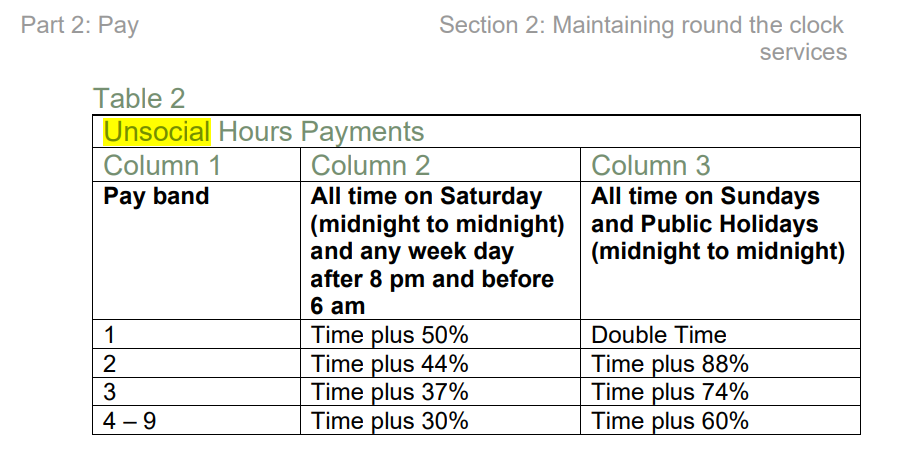 Part 2: Pay
Section 2: Maintaining round the clock
services
Table 2
Unsocial Hours Payments
Column 1 Column 2 Column 3
Pay band
All time on Saturday
(midnight to midnight)
and any week day
after 8 pm and before
6 am
All time on Sundays
and Public Holidays
(midnight to midnight)
1 Time plus 50% Double Time
2 Time plus 44% Time plus 88%
3 Time plus 37% Time plus 74%
4 – 9 Time plus 30% Time plus 60%